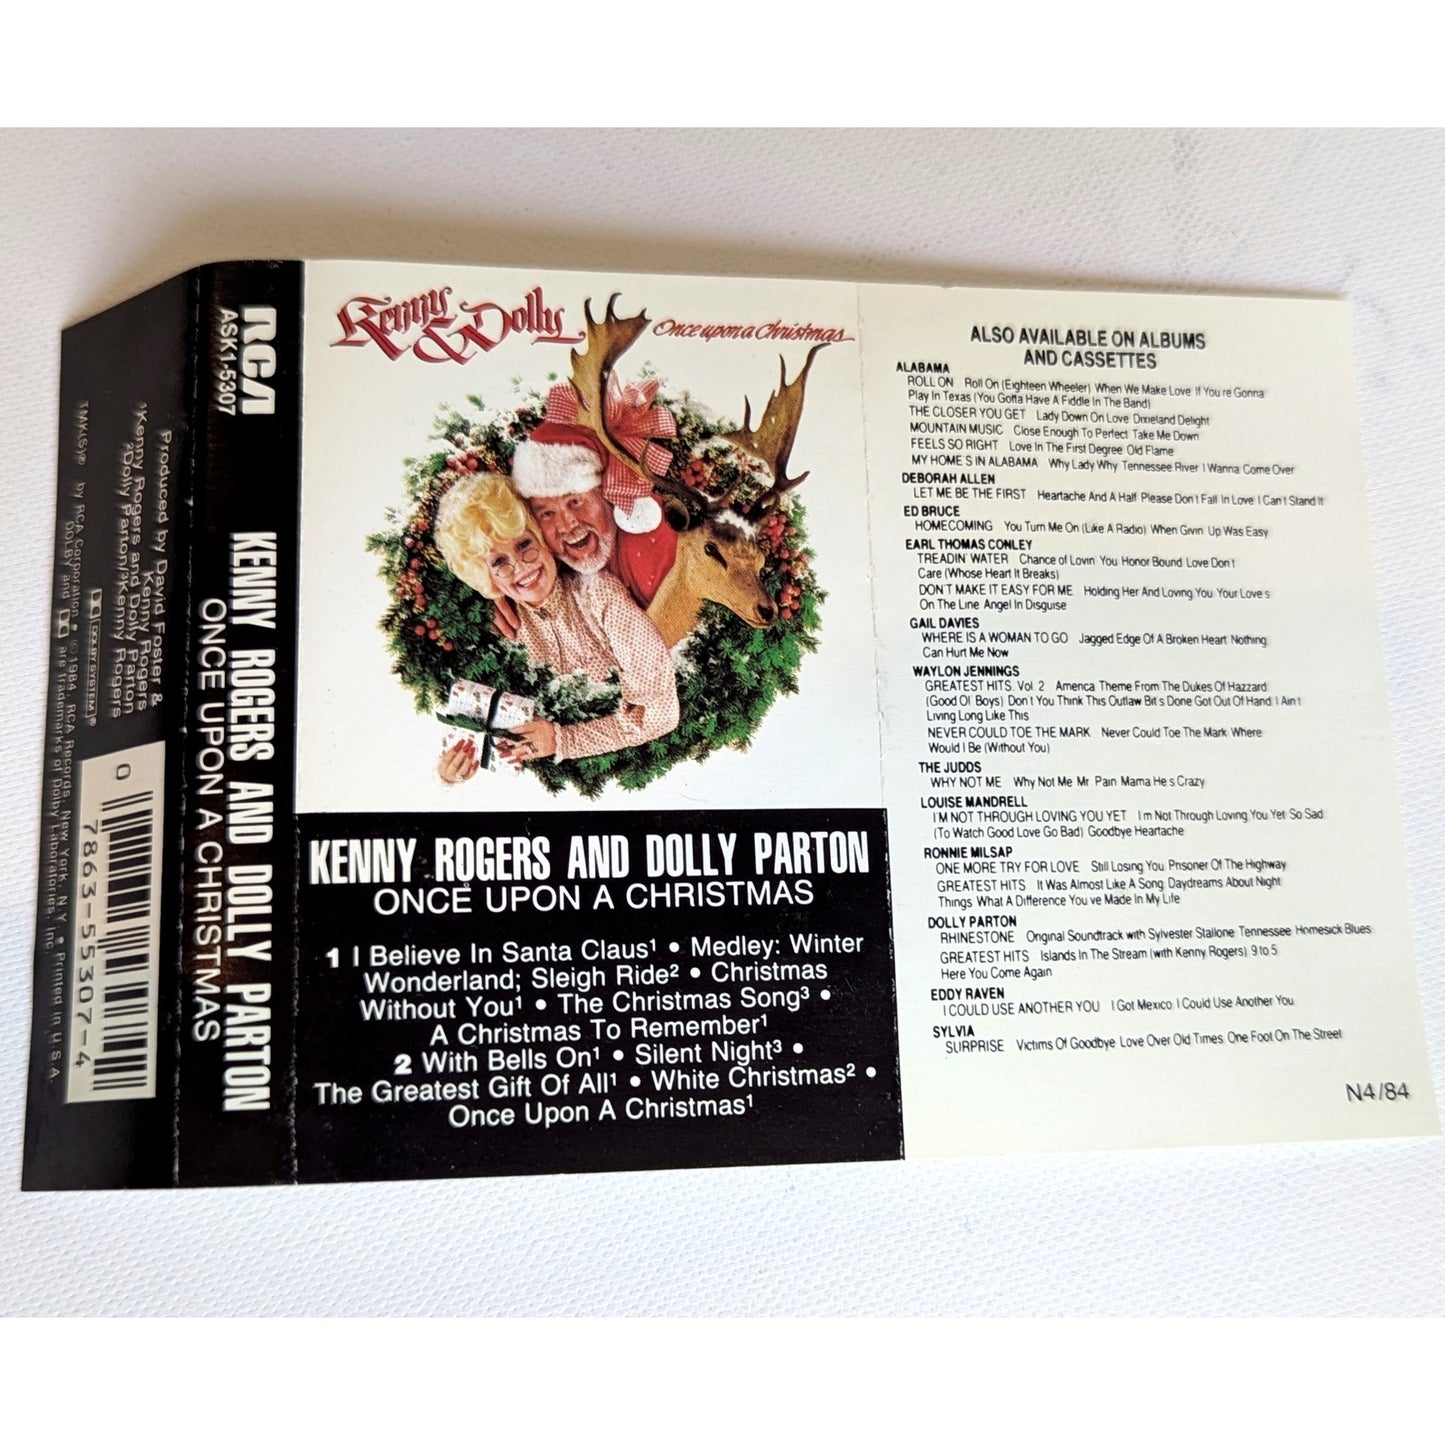 TMK(S)® by RCA Corporation • © 1984, RCA Records, New York, N.Y. • Printed in U.S.A.
DOLBY and are trademarks of Dolby Laboratories, Inc.
DOLBY SYSTEM®
Produced by David Foster &
Kenny Rogers
¹Kenny Rogers and Dolly Parton
²Dolly Parton/³Kenny Rogers
0 7863-55307-4
RCA
ASK1-5307
KENNY ROGERS AND DOLLY PARTON
ONCE UPON A CHRISTMAS
Kenny & Dolly
Once upon a Christmas
KENNY ROGERS AND DOLLY PARTON
ONCE UPON A CHRISTMAS
1 I Believe In Santa Claus¹ • Medley: Winter
Wonderland; Sleigh Ride² • Christmas
Without You¹ • The Christmas Song³ •
A Christmas To Remember¹
2 With Bells On¹ • Silent Night³ •
The Greatest Gift Of All¹ • White Christmas² •
Once Upon A Christmas¹
ALSO AVAILABLE ON ALBUMS
AND CASSETTES
ALABAMA
ROLL ON Roll On (Eighteen Wheeler) When We Make Love If You're Gonna
Play In Texas (You Gotta Have A Fiddle In The Band)
THE CLOSER YOU GET Lady Down On Love Dixieland Delight
MOUNTAIN MUSIC Close Enough To Perfect Take Me Down
FEELS SO RIGHT Love In The First Degree Old Flame
MY HOME'S IN ALABAMA Why Lady Why Tennessee River I Wanna Come Over
DEBORAH ALLEN
LET ME BE THE FIRST Heartache And A Half Please Don't Fall In Love I Can't Stand It
ED BRUCE
HOMECOMING You Turn Me On (Like A Radio) When Givin' Up Was Easy
EARL THOMAS CONLEY
TREADIN' WATER Chance of Lovin' You Honor Bound Love Don't
Care (Whose Heart It Breaks)
DON'T MAKE IT EASY FOR ME Holding Her And Loving You Your Love's
On The Line Angel In Disguise
GAIL DAVIES
WHERE IS A WOMAN TO GO Jagged Edge Of A Broken Heart Nothing
Can Hurt Me Now
WAYLON JENNINGS
GREATEST HITS, Vol. 2 America Theme From The Dukes Of Hazzard
(Good Ol' Boys) Don't You Think This Outlaw Bit's Done Got Out Of Hand I Ain't
Living Long Like This
NEVER COULD TOE THE MARK Never Could Toe The Mark Where
Would I Be (Without You)
THE JUDDS
WHY NOT ME Why Not Me Mr. Pain Mama He's Crazy
LOUISE MANDRELL
I'M NOT THROUGH LOVING YOU YET I'm Not Through Loving You Yet So Sad
(To Watch Good Love Go Bad) Goodbye Heartache
RONNIE MILSAP
ONE MORE TRY FOR LOVE Still Losing You Prisoner Of The Highway
GREATEST HITS It Was Almost Like A Song Daydreams About Night
Things What A Difference You've Made In My Life
DOLLY PARTON
RHINESTONE Original Soundtrack with Sylvester Stallone Tennessee Homesick Blues
GREATEST HITS Islands In The Stream (with Kenny Rogers) 9 to 5
Here You Come Again
EDDY RAVEN
I COULD USE ANOTHER YOU I Got Mexico I Could Use Another You
SYLVIA
SURPRISE Victims Of Goodbye Love Over Old Times One Foot On The Street
N4/84